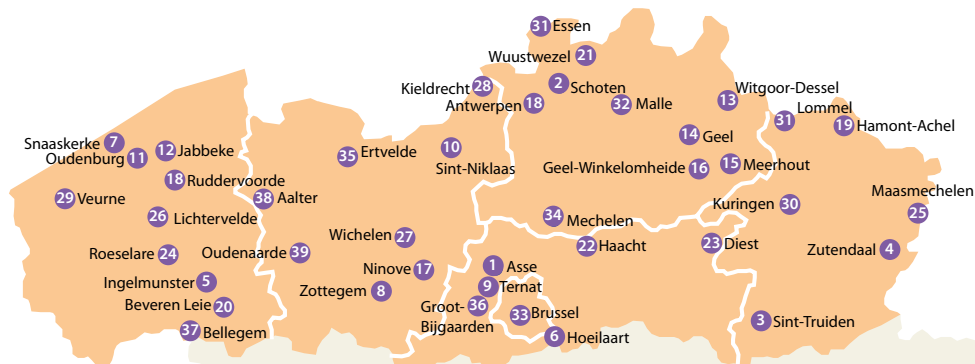 31 Essen
Wuustwezel 21
Kieldrecht 28
2 Schoten
Antwerpen 18
32 Malle
13 Witgoor-Dessel
31 Lommel
19 Hamont-Achel
Snaaskerke 7
Oudenburg 11
12 Jabbeke
35 Ertvelde
10 Sint-Niklaas
14 Geel
Geel-Winkelomheide 16
15 Meerhout
18 Ruddervoorde
29 Veurne
38 Aalter
26 Lichtervelde
Kuringen 30
Maasmechelen 25
34 Mechelen
Wichelen 27
22 Haacht
23 Diest
Zutendaal 4
Roeselare 24
Oudenaarde 39
Ninove 17
1 Asse
Ingelmunster 5
Zottegem 8
9 Ternat
Beveren Leie 20
36 Groot-
Bijgaarden
33 Brussel
3 Sint-Truiden
37 Bellegem
6 Hoeilaart